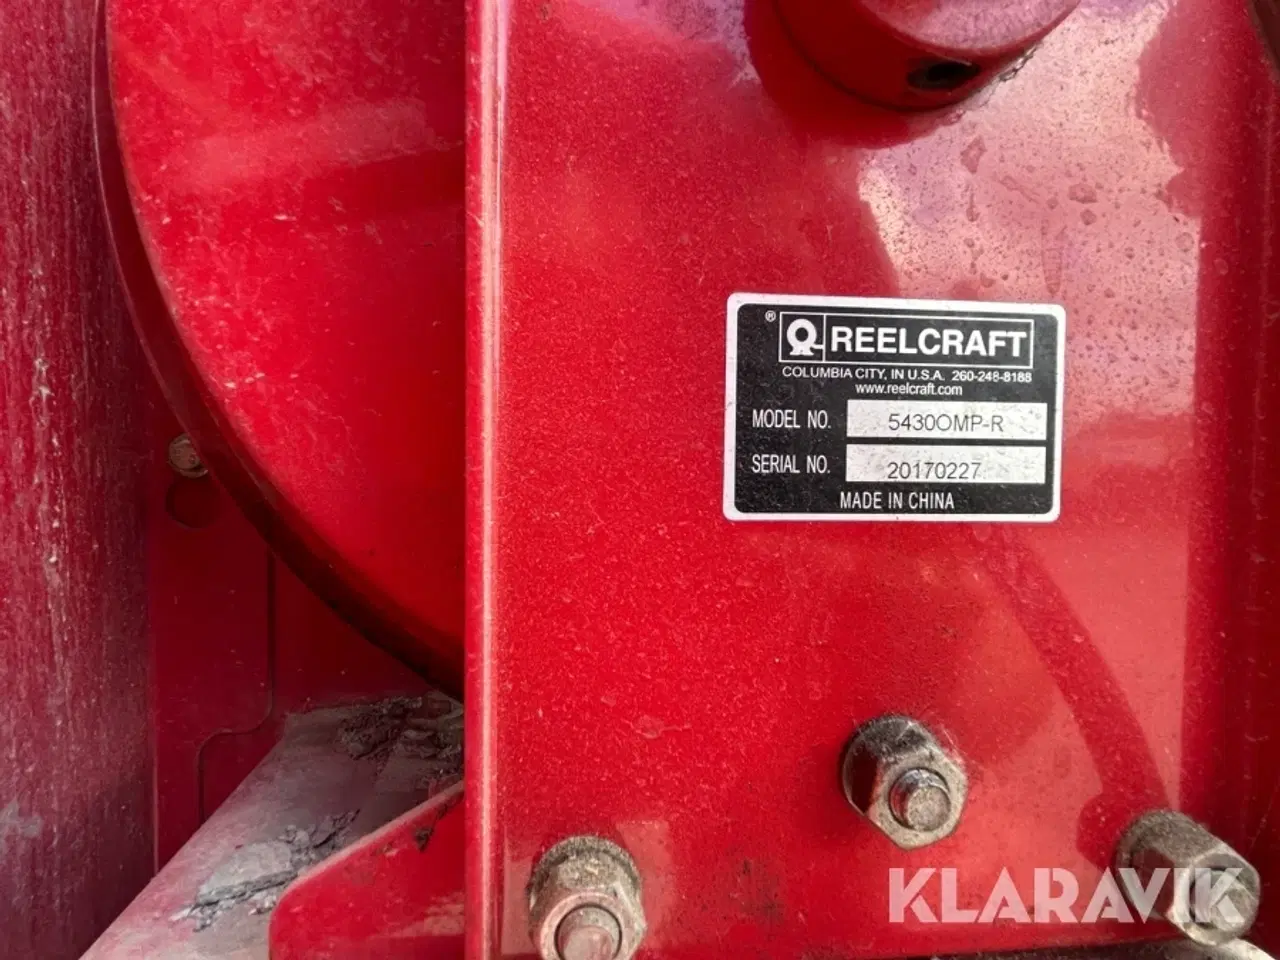 ® REELCRAFT
COLUMBIA CITY, IN U.S.A. 260-248-8188
www.reelcraft.com
MODEL NO. 5430OMP-R
SERIAL NO. 20170227
MADE IN CHINA
KLARAVIK